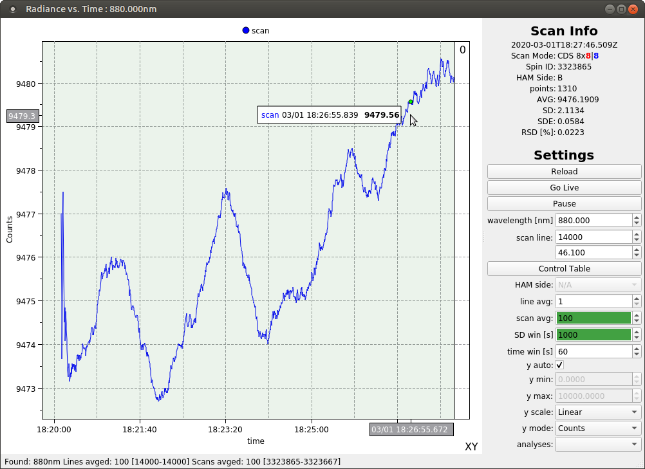 Radiance vs. Time : 880.000nm
scan
0
9480
9479.3
9479
9478
9477
9476
9475
9474
9473
Counts
scan 03/01 18:26:55.839 9479.56
18:20:00
18:21:40
18:23:20
18:25:00
03/01 18:26:55.672
time
XY
Scan Info
2020-03-01T18:27:46.509Z
Scan Mode: CDS 8x8|8
Spin ID: 3323865
HAM Side: B
points: 1310
AVG: 9476.1909
SD: 2.1134
SDE: 0.0584
RSD [%]: 0.0223
Settings
Reload
Go Live
Pause
wavelength [nm] 880.000
scan line: 14000
46.100
Control Table
HAM side: N/A
line avg: 1
scan avg: 100
SD win [s] 1000
time win [s] 60
y auto:
y min: 0.0000
y max: 10000.0000
y scale: Linear
y mode: Counts
analyses:
Found: 880nm Lines avged: 100 [14000-14000] Scans avged: 100 [3323865-3323667]